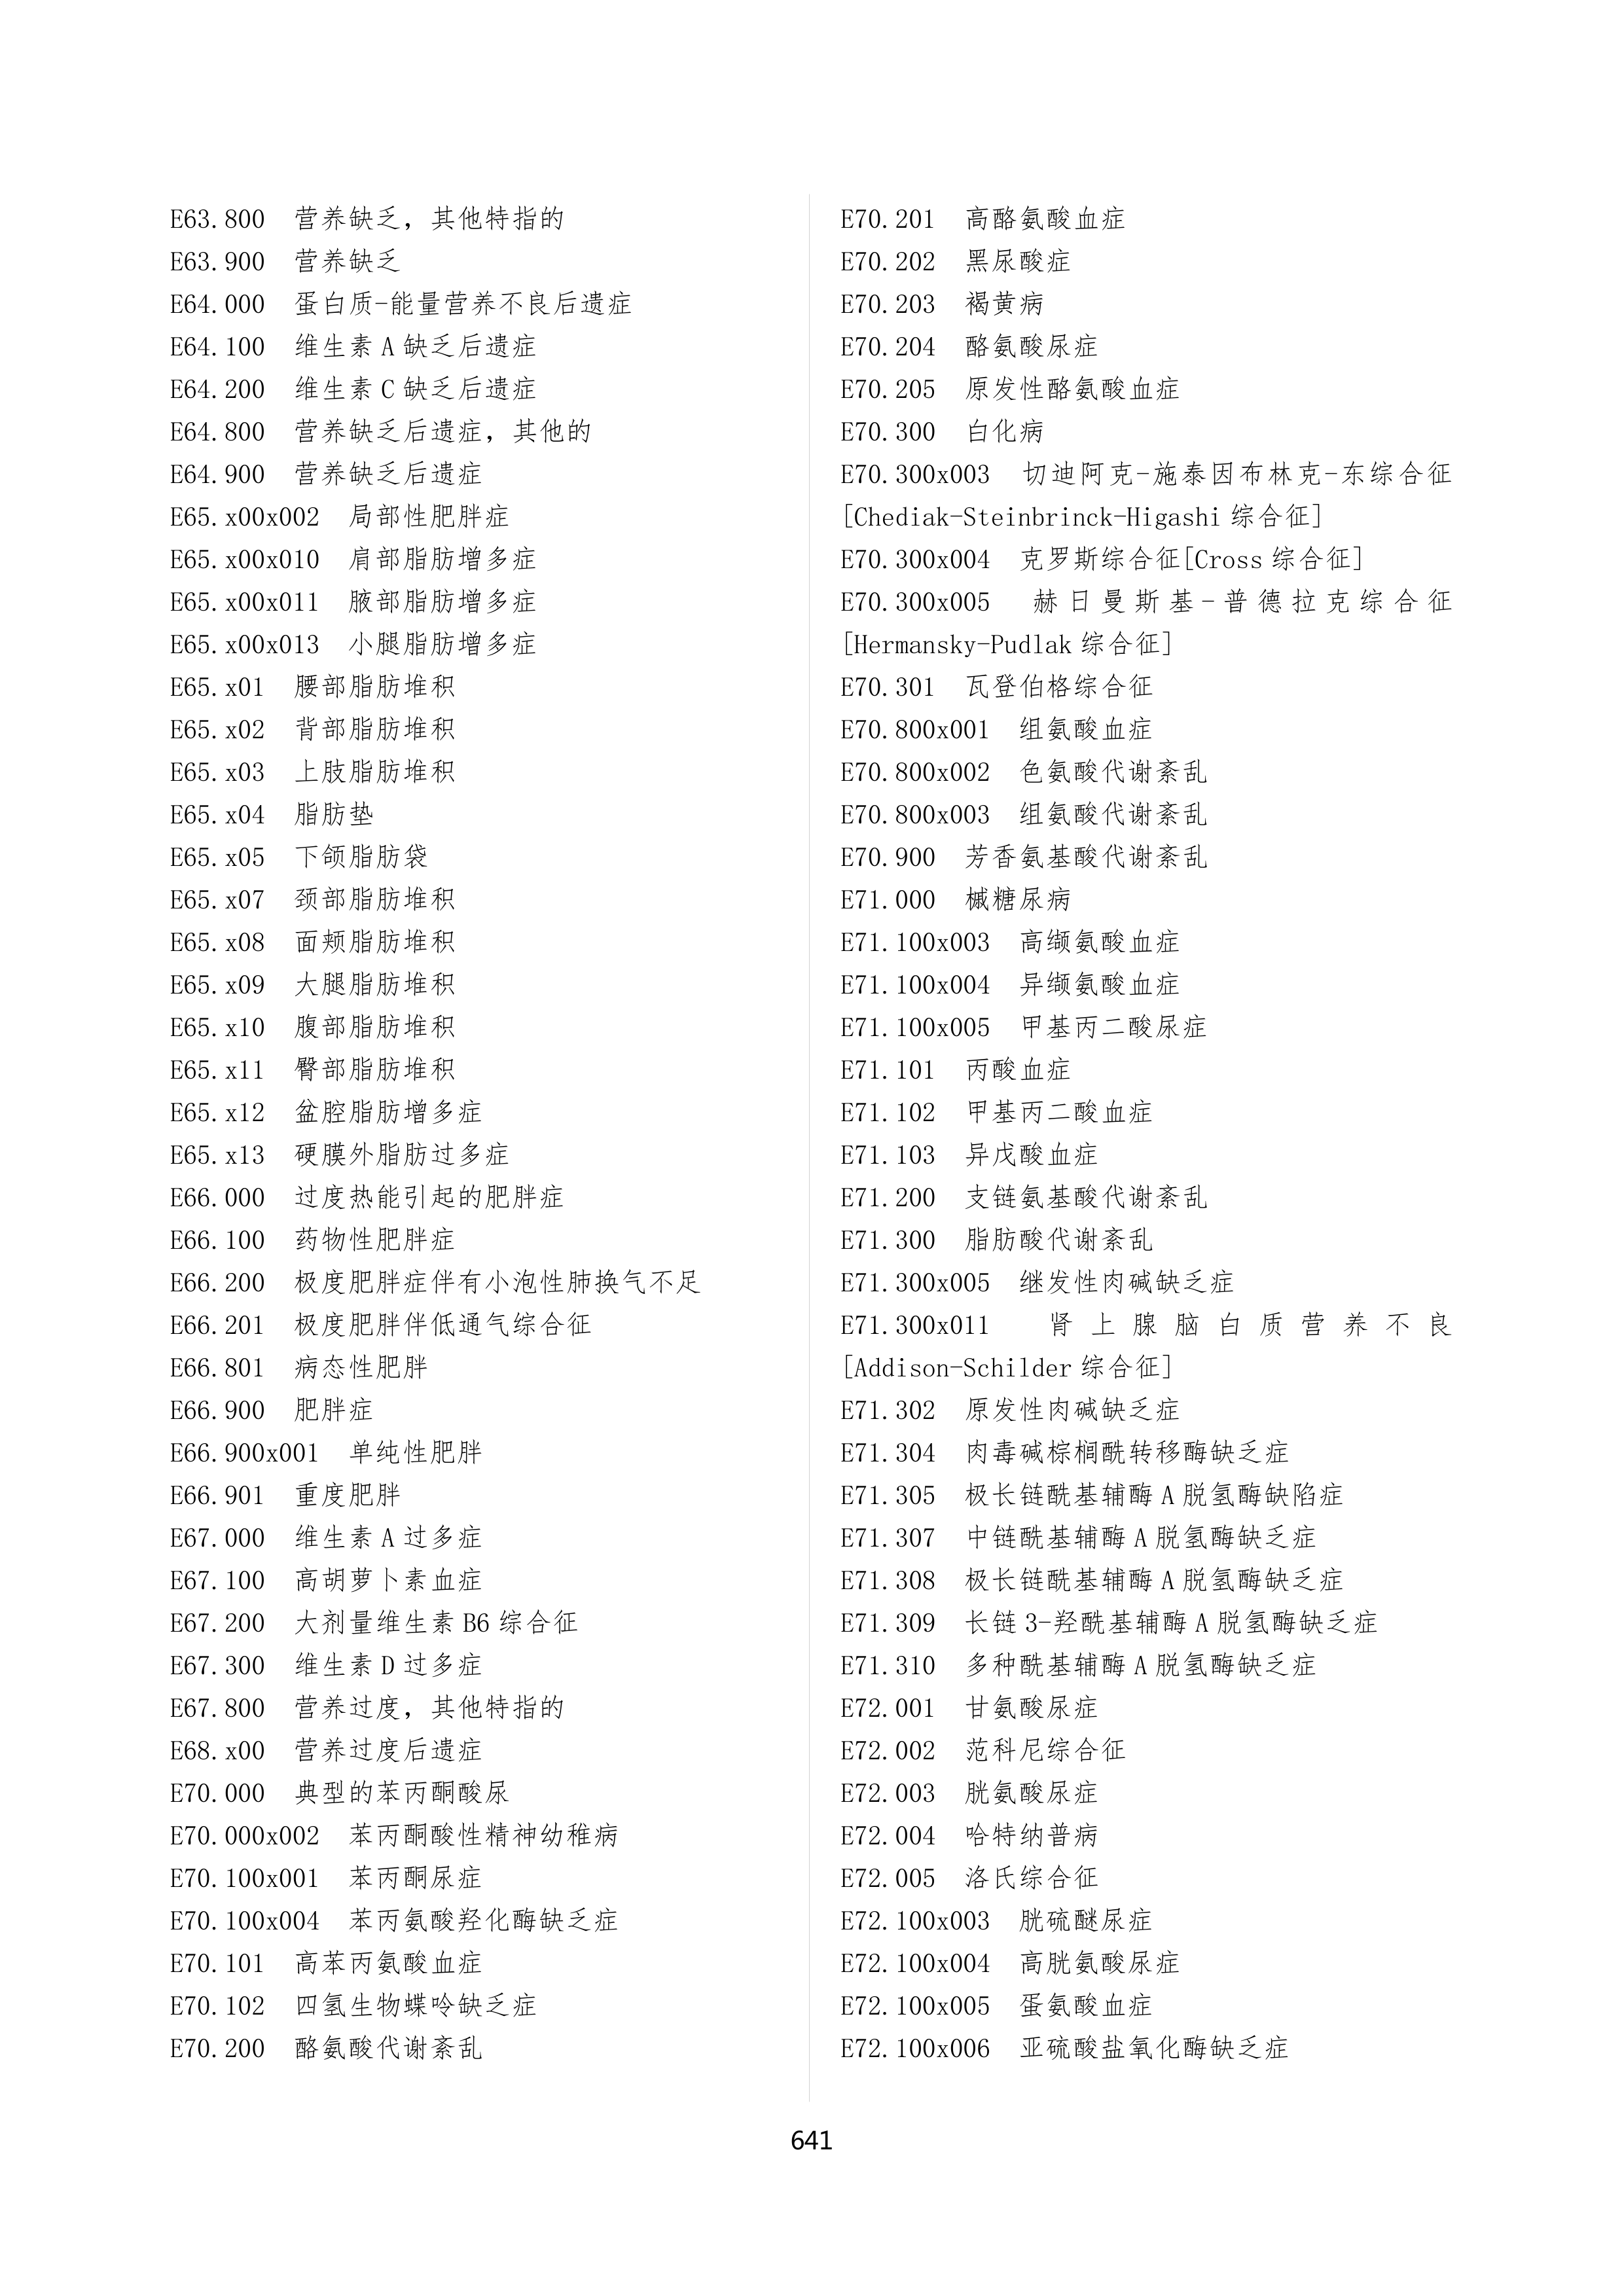 E63.800 营养缺乏，其他特指的
E63.900 营养缺乏
E64.000 蛋白质-能量营养不良后遗症
E64.100 维生素 A 缺乏后遗症
E64.200 维生素 C 缺乏后遗症
E64.800 营养缺乏后遗症，其他的
E64.900 营养缺乏后遗症
E65.x00x002 局部性肥胖症
E65.x00x010 肩部脂肪增多症
E65.x00x011 腋部脂肪增多症
E65.x00x013 小腿脂肪增多症
E65.x01 腰部脂肪堆积
E65.x02 背部脂肪堆积
E65.x03 上肢脂肪堆积
E65.x04 脂肪垫
E65.x05 下颌脂肪袋
E65.x07 颈部脂肪堆积
E65.x08 面颊脂肪堆积
E65.x09 大腿脂肪堆积
E65.x10 腹部脂肪堆积
E65.x11 臀部脂肪堆积
E65.x12 盆腔脂肪增多症
E65.x13 硬膜外脂肪过多症
E66.000 过度热能引起的肥胖症
E66.100 药物性肥胖症
E66.200 极度肥胖症伴有小泡性肺换气不足
E66.201 极度肥胖伴低通气综合征
E66.801 病态性肥胖
E66.900 肥胖症
E66.900x001 单纯性肥胖
E66.901 重度肥胖
E67.000 维生素 A 过多症
E67.100 高胡萝卜素血症
E67.200 大剂量维生素 B6 综合征
E67.300 维生素 D 过多症
E67.800 营养过度，其他特指的
E68.x00 营养过度后遗症
E70.000 典型的苯丙酮酸尿
E70.000x002 苯丙酮酸性精神幼稚病
E70.100x001 苯丙酮尿症
E70.100x004 苯丙氨酸羟化酶缺乏症
E70.101 高苯丙氨酸血症
E70.102 四氢生物蝶呤缺乏症
E70.200 酪氨酸代谢紊乱
E70.201 高酪氨酸血症
E70.202 黑尿酸症
E70.203 褐黄病
E70.204 酪氨酸尿症
E70.205 原发性酪氨酸血症
E70.300 白化病
E70.300x003 切迪阿克-施泰因布林克-东综合征
[Chediak-Steinbrinck-Higashi 综合征]
E70.300x004 克罗斯综合征[Cross 综合征]
E70.300x005 赫日曼斯基-普德拉克综合征
[Hermansky-Pudlak 综合征]
E70.301 瓦登伯格综合征
E70.800x001 组氨酸血症
E70.800x002 色氨酸代谢紊乱
E70.800x003 组氨酸代谢紊乱
E70.900 芳香氨基酸代谢紊乱
E71.000 槭糖尿病
E71.100x003 高缬氨酸血症
E71.100x004 异缬氨酸血症
E71.100x005 甲基丙二酸尿症
E71.101 丙酸血症
E71.102 甲基丙二酸血症
E71.103 异戊酸血症
E71.200 支链氨基酸代谢紊乱
E71.300 脂肪酸代谢紊乱
E71.300x005 继发性肉碱缺乏症
E71.300x011 肾上腺脑白质营养不良
[Addison-Schilder 综合征]
E71.302 原发性肉碱缺乏症
E71.304 肉毒碱棕榈酰转移酶缺乏症
E71.305 极长链酰基辅酶 A 脱氢酶缺陷症
E71.307 中链酰基辅酶 A 脱氢酶缺乏症
E71.308 极长链酰基辅酶 A 脱氢酶缺乏症
E71.309 长链 3-羟酰基辅酶 A 脱氢酶缺乏症
E71.310 多种酰基辅酶 A 脱氢酶缺乏症
E72.001 甘氨酸尿症
E72.002 范科尼综合征
E72.003 胱氨酸尿症
E72.004 哈特纳普病
E72.005 洛氏综合征
E72.100x003 胱硫醚尿症
E72.100x004 高胱氨酸尿症
E72.100x005 蛋氨酸血症
E72.100x006 亚硫酸盐氧化酶缺乏症
641